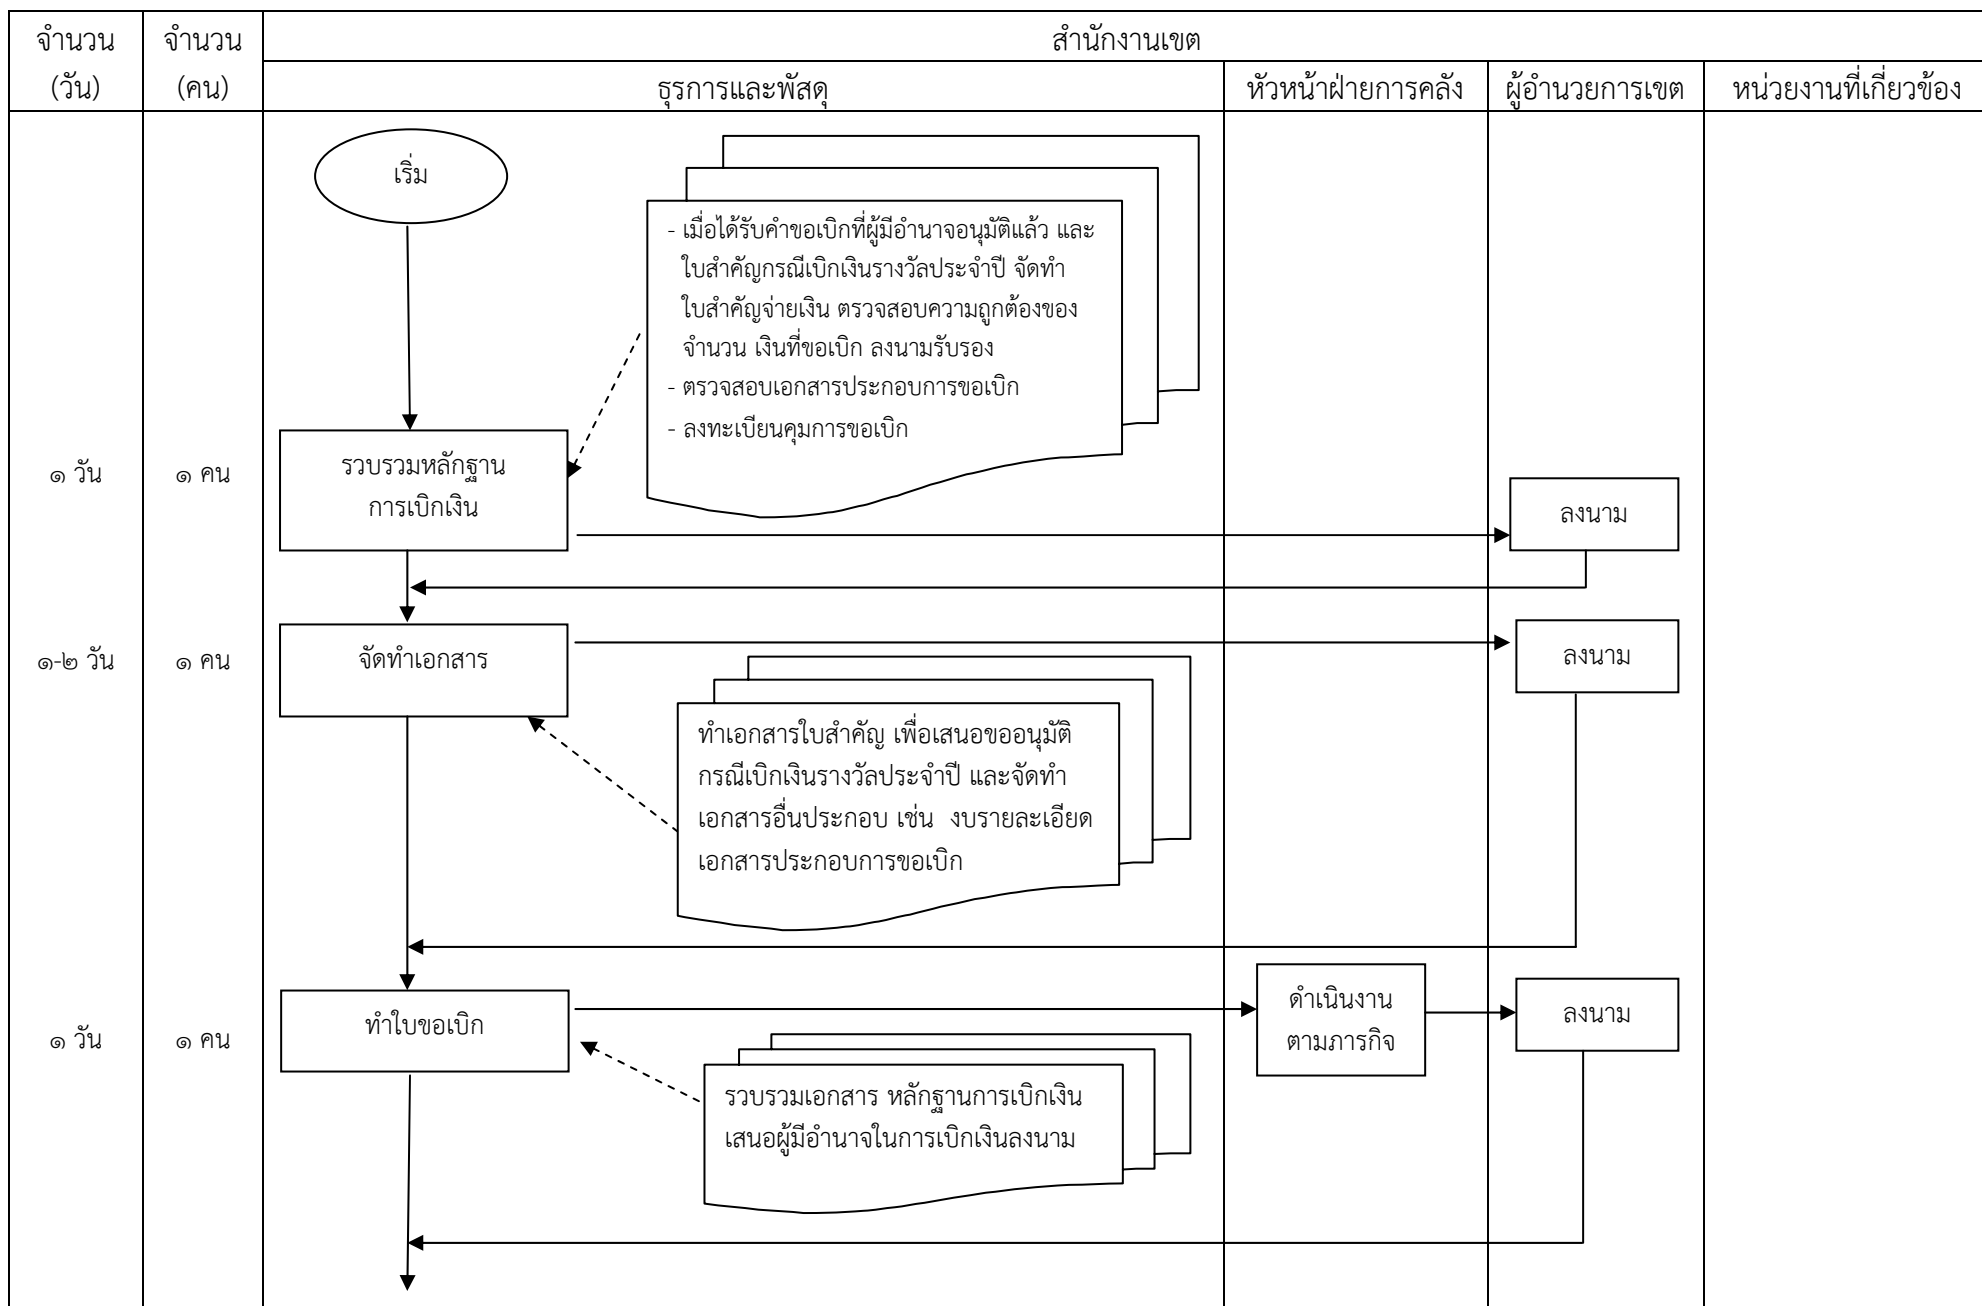 จำนวน
(วัน)
จำนวน
(คน)
สำนักงานเขต
ธุรการและพัสดุ
หัวหน้าฝ่ายการคลัง
ผู้อำนวยการเขต
หน่วยงานที่เกี่ยวข้อง
เริ่ม
- เมื่อได้รับคำขอเบิกที่ผู้มีอำนาจอนุมัติแล้ว และ
ใบสำคัญกรณีเบิกเงินรางวัลประจำปี จัดทำ
ใบสำคัญจ่ายเงิน ตรวจสอบความถูกต้องของ
จำนวน เงินที่ขอเบิก ลงนามรับรอง
- ตรวจสอบเอกสารประกอบการขอเบิก
- ลงทะเบียนคุมการขอเบิก
๑ วัน
๑ คน
รวบรวมหลักฐาน
การเบิกเงิน
ลงนาม
๑-๒ วัน
๑ คน
จัดทำเอกสาร
ลงนาม
ทำเอกสารใบสำคัญ เพื่อเสนอขออนุมัติ
กรณีเบิกเงินรางวัลประจำปี และจัดทำ
เอกสารอื่นประกอบ เช่น งบรายละเอียด
เอกสารประกอบการขอเบิก
๑ วัน
๑ คน
ทำใบขอเบิก
ดำเนินงาน
ตามภารกิจ
ลงนาม
รวบรวมเอกสาร หลักฐานการเบิกเงิน
เสนอผู้มีอำนาจในการเบิกเงินลงนาม